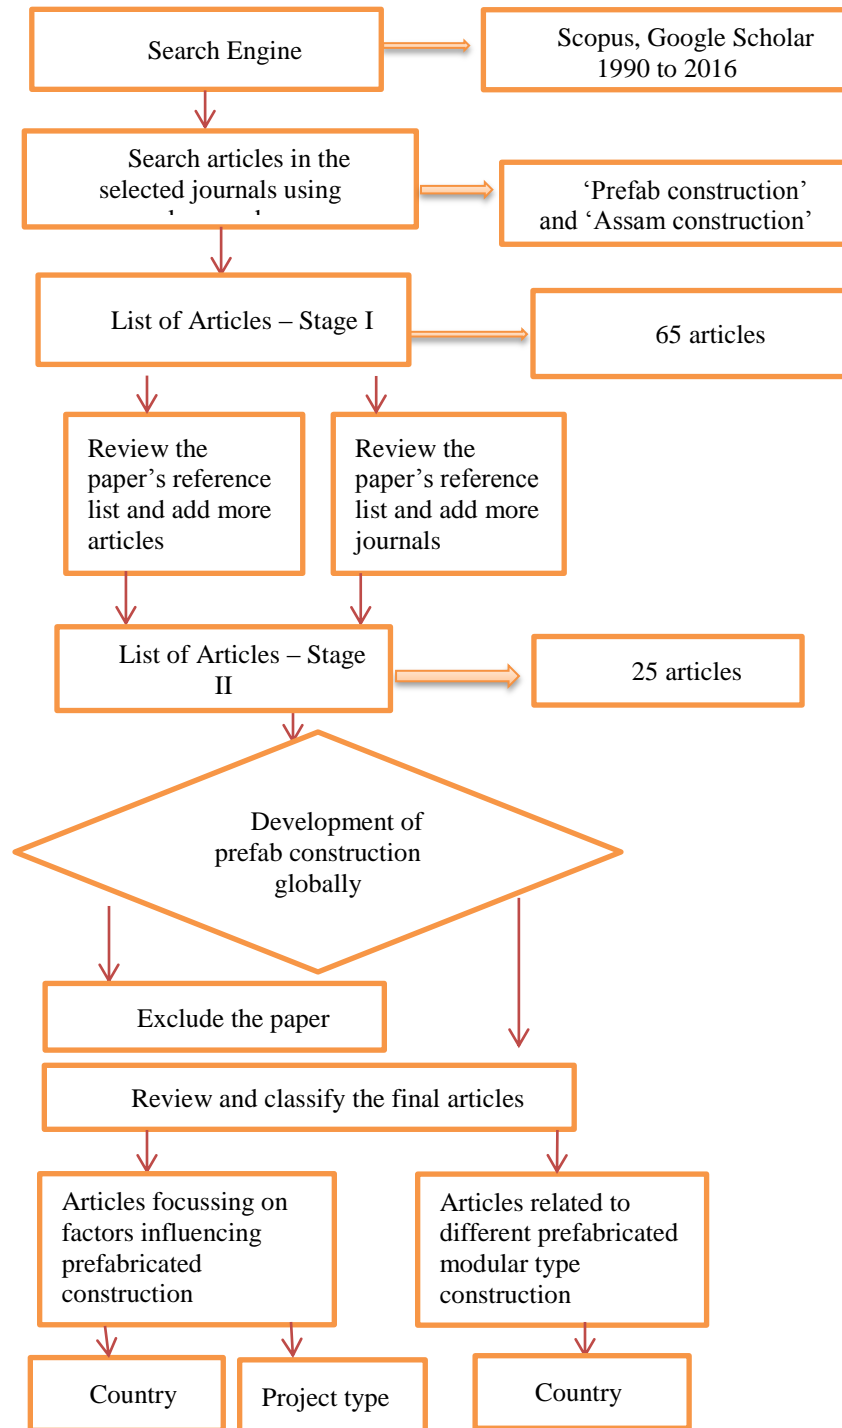 Search Engine
Scopus, Google Scholar
1990 to 2016
Search articles in the
selected journals using
‘Prefab construction’
and ‘Assam construction’
List of Articles – Stage I
65 articles
Review the
paper’s reference
list and add more
articles
Review the
paper’s reference
list and add more
journals
List of Articles – Stage
II
25 articles
Development of
prefab construction
globally
Exclude the paper
Review and classify the final articles
Articles focussing on
factors influencing
prefabricated
construction
Articles related to
different prefabricated
modular type
construction
Country
Project type
Country